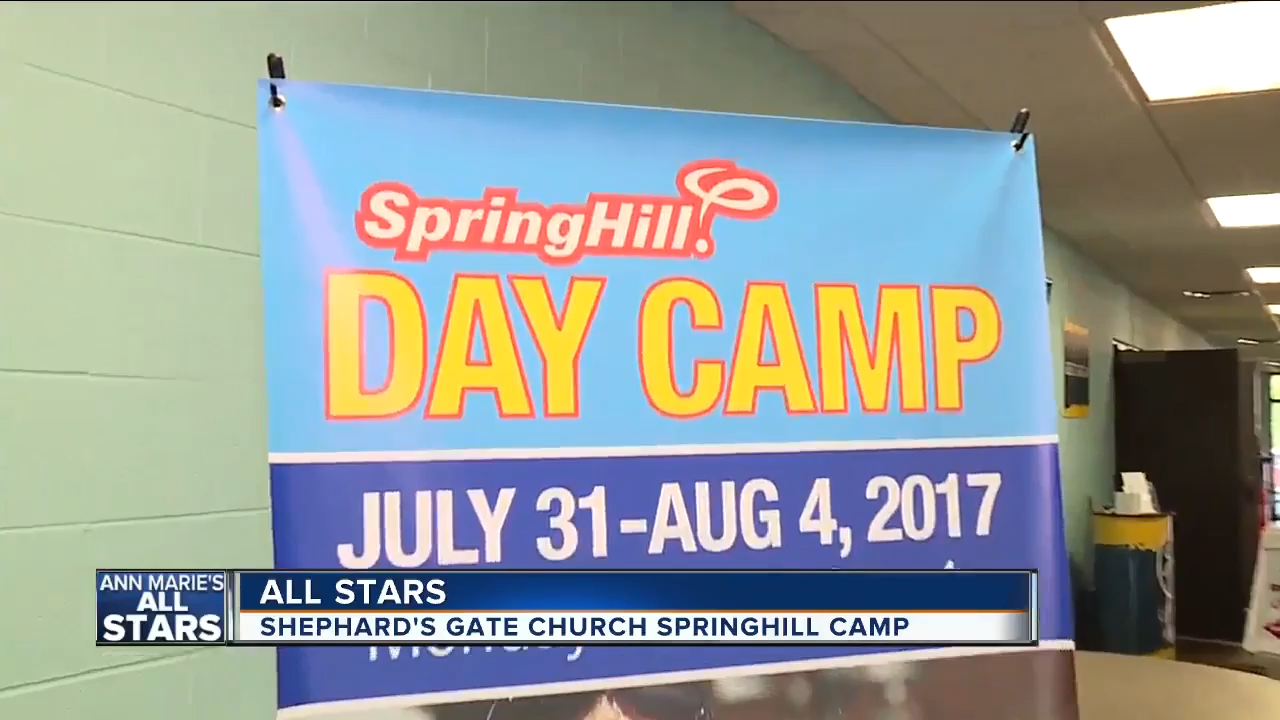 SpringHill.
DAY CAMP
JULY 31-AUG 4, 2017
ANN MARIE'S
ALL
STARS
ALL STARS
SHEPHARD'S GATE CHURCH SPRINGHILL CAMP